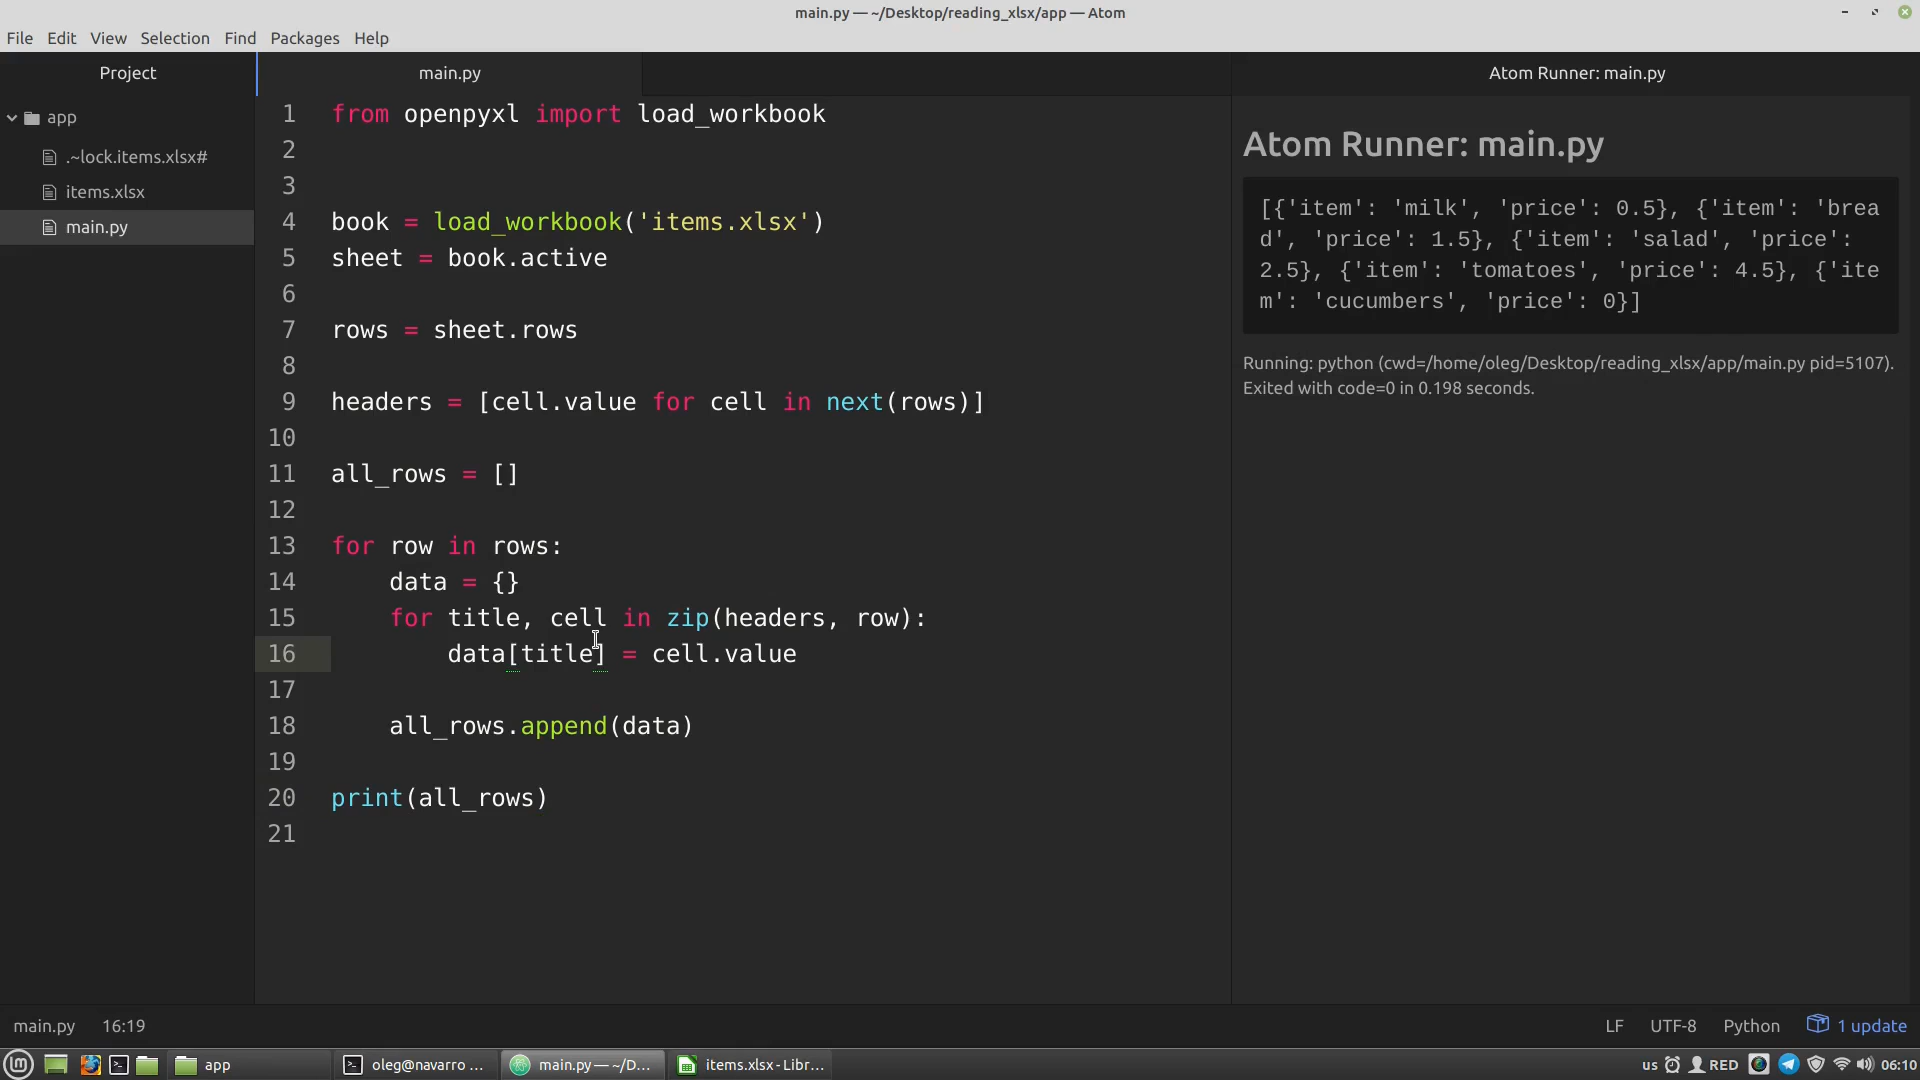 main.py — ~/Desktop/reading_xlsx/app — Atom
File Edit View Selection Find Packages Help
Project
main.py
Atom Runner: main.py
app
.~lock.items.xlsx#
items.xlsx
main.py
1 from openpyxl import load_workbook
2
3
4 book = load_workbook('items.xlsx')
5 sheet = book.active
6
7 rows = sheet.rows
8
9 headers = [cell.value for cell in next(rows)]
10
11 all_rows = []
12
13 for row in rows:
14 data = {}
15 for title, cell in zip(headers, row):
16 data[title] = cell.value
17
18 all_rows.append(data)
19
20 print(all_rows)
21
Atom Runner: main.py
[{'item': 'milk', 'price': 0.5}, {'item': 'brea
d', 'price': 1.5}, {'item': 'salad', 'price':
2.5}, {'item': 'tomatoes', 'price': 4.5}, {'ite
m': 'cucumbers', 'price': 0}]
Running: python (cwd=/home/oleg/Desktop/reading_xlsx/app/main.py pid=5107).
Exited with code=0 in 0.198 seconds.
main.py 16:19
LF UTF-8 Python 1 update
app
oleg@navarro ...
main.py — ~/D...
items.xlsx - Libr...
us RED 06:10